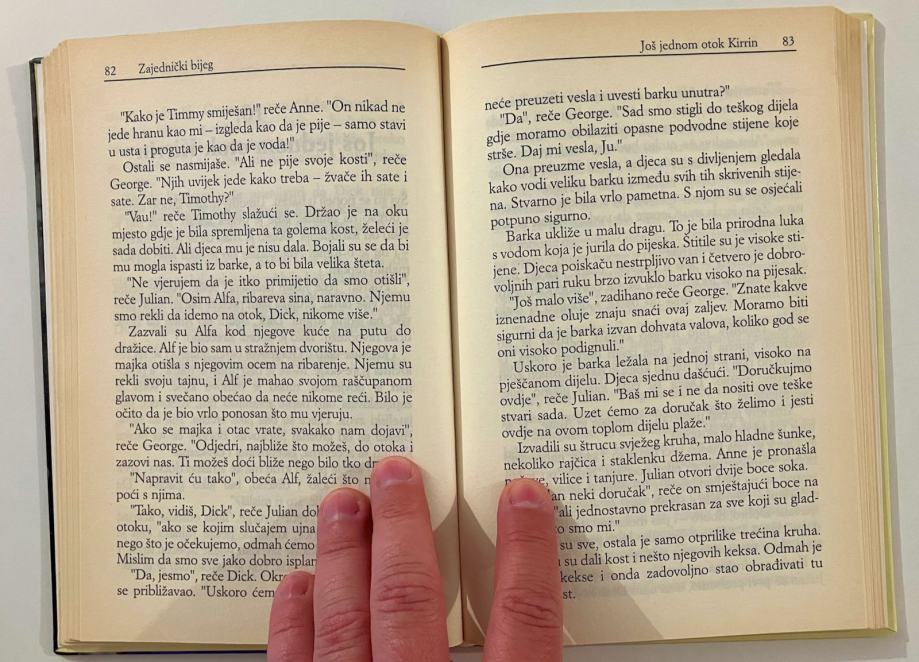 82 Zajednički bijeg
"Kako je Timmy smiješan!" reče Anne. "On nikad ne
jede hranu kao mi – izgleda kao da je pije – samo stavi
u usta i proguta je kao da je voda!"
Ostali se nasmijaše. "Ali ne pije svoje kosti", reče
George. "Njih uvijek jede kako treba – žvače ih sate i
sate. Zar ne, Timothy?"
"Vau!" reče Timothy slažući se. Držao je na oku
mjesto gdje je bila spremljena ta golema kost, želeći je
sada dobiti. Ali djeca mu je nisu dala. Bojali su se da bi
mu mogla ispasti iz barke, a to bi bila velika šteta.
"Ne vjerujem da je itko primijetio da smo otišli",
reče Julian. "Osim Alfa, ribareva sina, naravno. Njemu
smo rekli da idemo na otok, Dick, nikome više."
Zazvali su Alfa kod njegove kuće na putu do
dražice. Alf je bio sam u stražnjem dvorištu. Njegova je
majka otišla s njegovim ocem na ribarenje. Njemu su
rekli svoju tajnu, i Alf je mahao svojom raščupanom
glavom i svečano obećao da neće nikome reći. Bilo je
očito da je bio vrlo ponosan što mu vjeruju.
"Ako se majka i otac vrate, svakako nam dojavi",
reče George. "Odjedri, najbliže što možeš, do otoka i
zazovi nas. Ti možeš doći bliže nego bilo tko
"Napravit ću tako", obeća Alf, žaleći što
poći s njima.
"Tako, vidiš, Dick", reče Julian
otoku, "ako se kojim slučajem
nego što je očekujemo, odmah ćemo
Mislim da smo sve jako dobro
"Da, jesmo", reče Dick.
se približavao. "Uskoro
Još jednom otok Kirrin 83
neće preuzeti vesla i uvesti barku unutra?"
"Da", reče George. "Sad smo stigli do teškog dijela
gdje moramo obilaziti opasne podvodne stijene koje
strše. Daj mi vesla, Ju."
Ona preuzme vesla, a djeca su s divljenjem gledala
kako vodi veliku barku između svih tih skrivenih stije-
na. Stvarno je bila vrlo pametna. S njom su se osjećali
potpuno sigurno.
Barka ukliže u malu dragu. To je bila prirodna luka
s vodom koja je jurila do pijeska. Štitile su je visoke sti-
jene. Djeca poiskaču nestrpljivo van i četvero je dobro-
voljnih pari ruku brzo izvuklo barku visoko na pijesak.
"Još malo više", zadihano reče George. "Znate kakve
iznenadne oluje znaju snaći ovaj zaljev. Moramo biti
sigurni da je barka izvan dohvata valova, koliko god se
oni visoko podignuli."
Uskoro je barka ležala na jednoj strani, visoko na
pješčanom dijelu. Djeca sjednu dašćući. "Doručkujmo
ovdje", reče Julian. "Baš mi se i ne da nositi ove teške
stvari sada. Uzet ćemo za doručak što želimo i jesti
ovdje na ovom toplom dijelu plaže."
Izvadili su štrucu svježeg kruha, malo hladne šunke,
nekoliko rajčica i staklenku džema. Anne je pronašla
vilice i tanjure. Julian otvori dvije boce soka.
neki doručak", reče on smještajući boce na
"ali jednostavno prekrasan za sve koji su glad-
smo mi."
su sve, ostala je samo otprilike trećina kruha.
su dali kost i nešto njegovih keksa. Odmah je
kekse i onda zadovoljno stao obrađivati tu